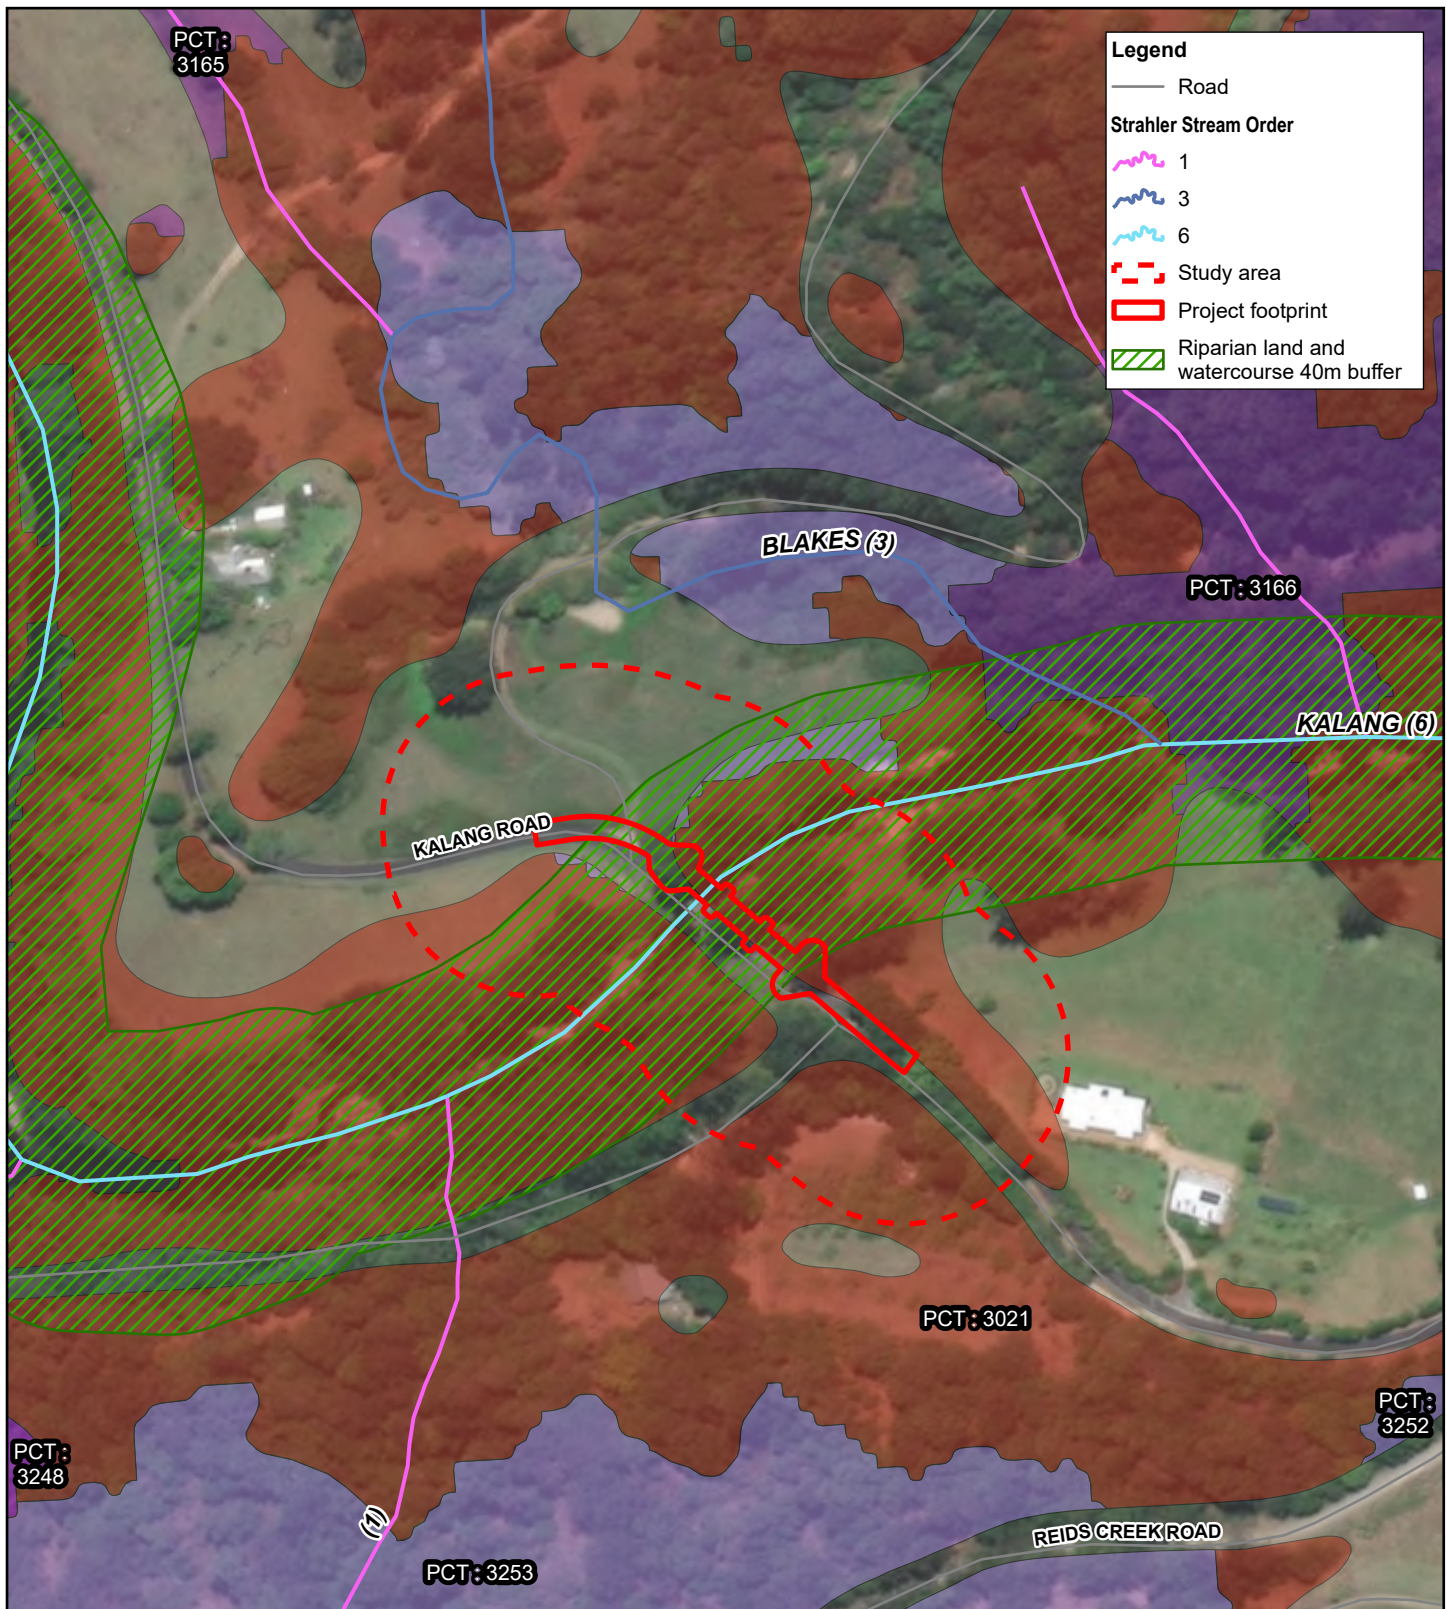 PCT :
3165
Legend
Road
Strahler Stream Order
1
3
6
Study area
Project footprint
Riparian land and
watercourse 40m buffer
BLAKES (3)
PCT : 3166
KALANG (6)
KALANG ROAD
PCT : 3021
PCT :
3252
PCT :
3248
(1)
REIDS CREEK ROAD
PCT : 3253